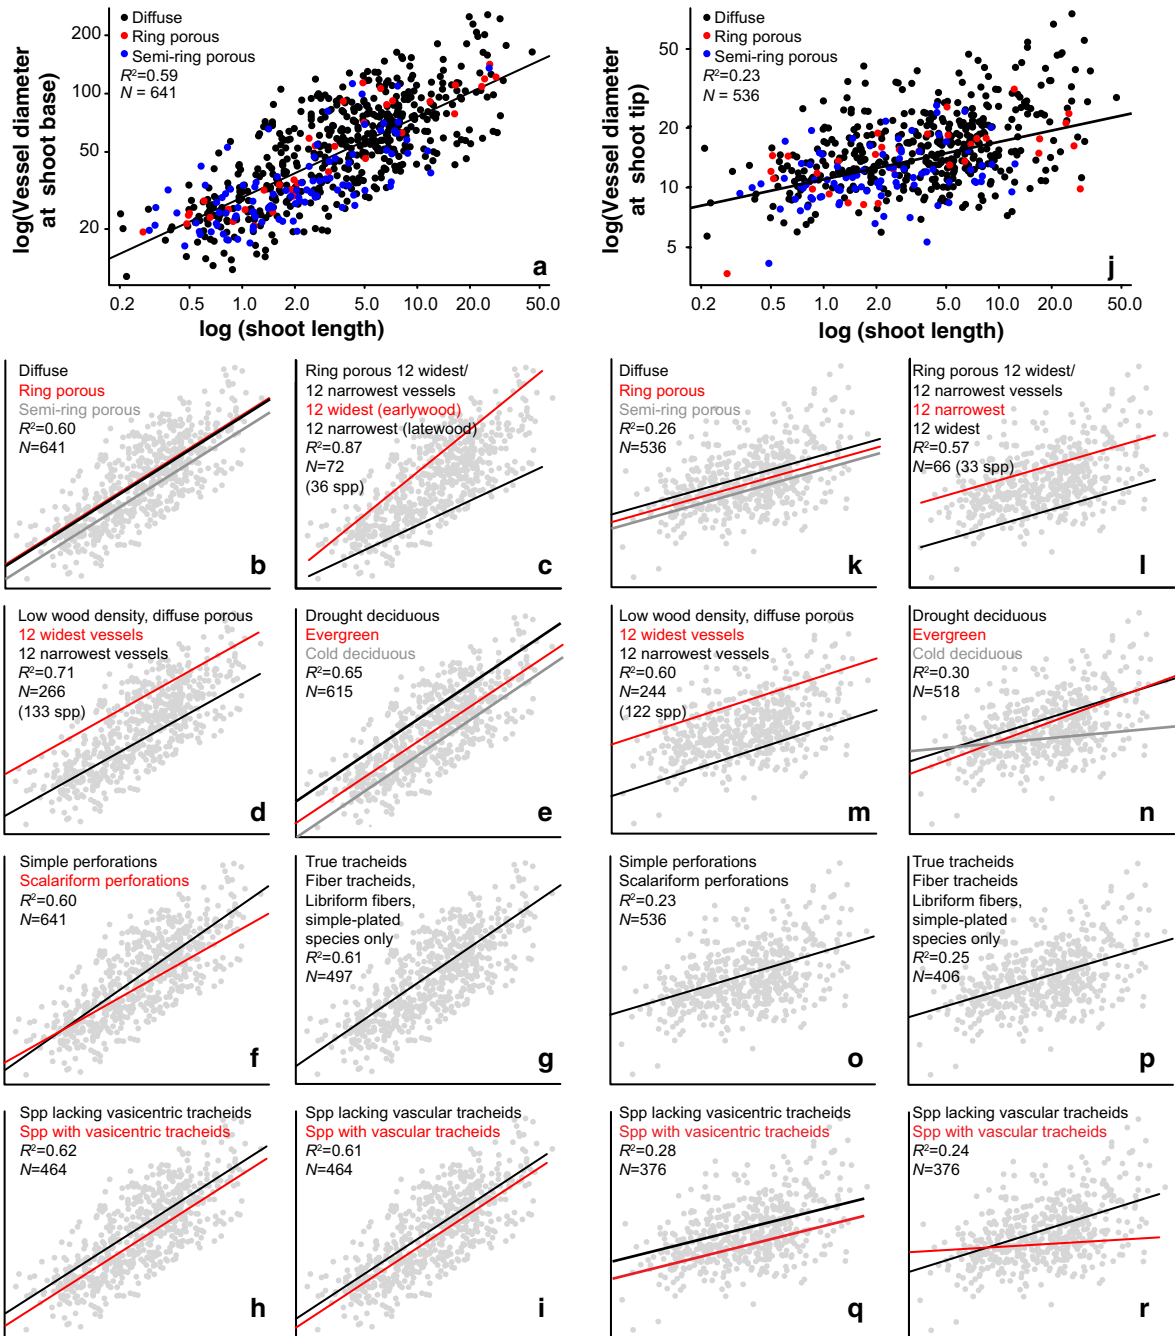 log(Vessel diameter
at shoot base)
200
100
50
20
Diffuse
Ring porous
Semi-ring porous
R²=0.59
N = 641
a
0.2 0.5 1.0 2.0 5.0 10.0 20.0 50.0
log (shoot length)
log(Vessel diameter
at shoot tip)
50
20
10
5
Diffuse
Ring porous
Semi-ring porous
R²=0.23
N = 536
j
0.2 0.5 1.0 2.0 5.0 10.0 20.0 50.0
log (shoot length)
Diffuse
Ring porous
Semi-ring porous
R²=0.60
N=641
b
Ring porous 12 widest/
12 narrowest vessels
12 widest (earlywood)
12 narrowest (latewood)
R²=0.87
N=72
(36 spp)
c
Diffuse
Ring porous
Semi-ring porous
R²=0.26
N=536
k
Ring porous 12 widest/
12 narrowest vessels
12 narrowest
12 widest
R²=0.57
N=66 (33 spp)
l
Low wood density, diffuse porous
12 widest vessels
12 narrowest vessels
R²=0.71
N=266
(133 spp)
d
Drought deciduous
Evergreen
Cold deciduous
R²=0.65
N=615
e
Low wood density, diffuse porous
12 widest vessels
12 narrowest vessels
R²=0.60
N=244
(122 spp)
m
Drought deciduous
Evergreen
Cold deciduous
R²=0.30
N=518
n
Simple perforations
Scalariform perforations
R²=0.60
N=641
f
True tracheids
Fiber tracheids,
Libriform fibers,
simple-plated
species only
R²=0.61
N=497
g
Simple perforations
Scalariform perforations
R²=0.23
N=536
o
True tracheids
Fiber tracheids
Libriform fibers,
simple-plated
species only
R²=0.25
N=406
p
Spp lacking vasicentric tracheids
Spp with vasicentric tracheids
R²=0.62
N=464
h
Spp lacking vascular tracheids
Spp with vascular tracheids
R²=0.61
N=464
i
Spp lacking vasicentric tracheids
Spp with vasicentric tracheids
R²=0.28
N=376
q
Spp lacking vascular tracheids
Spp with vascular tracheids
R²=0.24
N=376
r